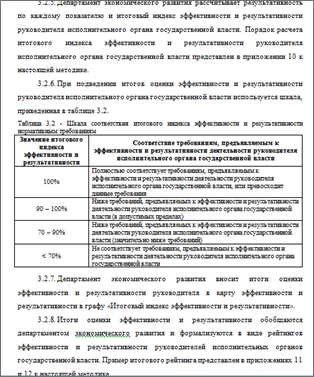 3.2.5.Департамент экономического развития рассчитывает результативность
по каждому показателю и итоговый индекс эффективности и результативности
руководителя исполнительного органа государственной власти. Порядок расчета
итогового индекса эффективности и результативности руководителя
исполнительного органа государственной власти представлен в приложении 10 к
настоящей методике.
3.2.6.При подведении итогов оценки эффективности и результативности
руководителя исполнительного органа государственной власти используется шкала,
приведенная в таблице 3.2.
Таблица 3.2 - Шкала соответствия итогового индекса эффективности и результативности
нормативным требованиям
Значение итогового
индекса
эффективности и
результативности
Соответствие требованиям, предъявляемым к
эффективности и результативности деятельности руководителя
исполнительного органа государственной власти
100%
Полностью соответствует требованиям, предъявляемым к
эффективности и результативности деятельности руководителя
исполнительного органа государственной власти, или превосходит
данные требования
90 – 100%
Ниже требований, предъявляемых к эффективности и результативности
деятельности руководителя исполнительного органа государственной
власти (в допустимых пределах)
70 – 90%
Ниже требований, предъявляемых к эффективности и результативности
деятельности руководителя исполнительного органа государственной
власти (значительно ниже требований)
< 70%
Не соответствует требованиям, предъявляемым к эффективности и
результативности деятельности руководителя исполнительного органа
государственной власти
3.2.7.Департамент экономического развития вносит итоги оценки
эффективности и результативности руководителя в карту эффективности и
результативности в графу «Итоговый индекс эффективности и результативности».
3.2.8.Итоги оценки эффективности и результативности обобщаются
департаментом экономического развития и формализуются в виде рейтингов
эффективности и результативности руководителей исполнительных органов
государственной власти. Пример итогового рейтинга представлен в приложениях 11
и 12 к настоящей методике